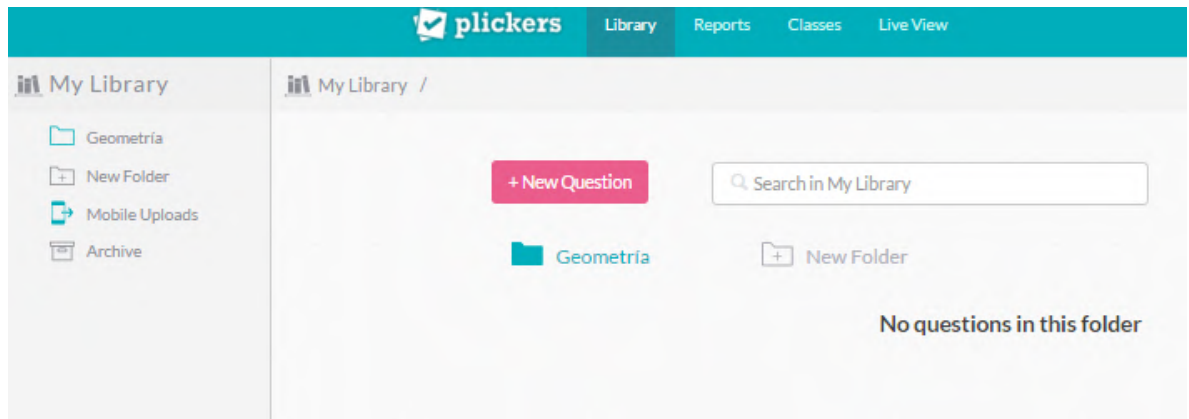 plickers Library Reports Classes Live View
My Library
Geometría
New Folder
Mobile Uploads
Archive
My Library /
+ New Question
Search in My Library
Geometría
New Folder
No questions in this folder